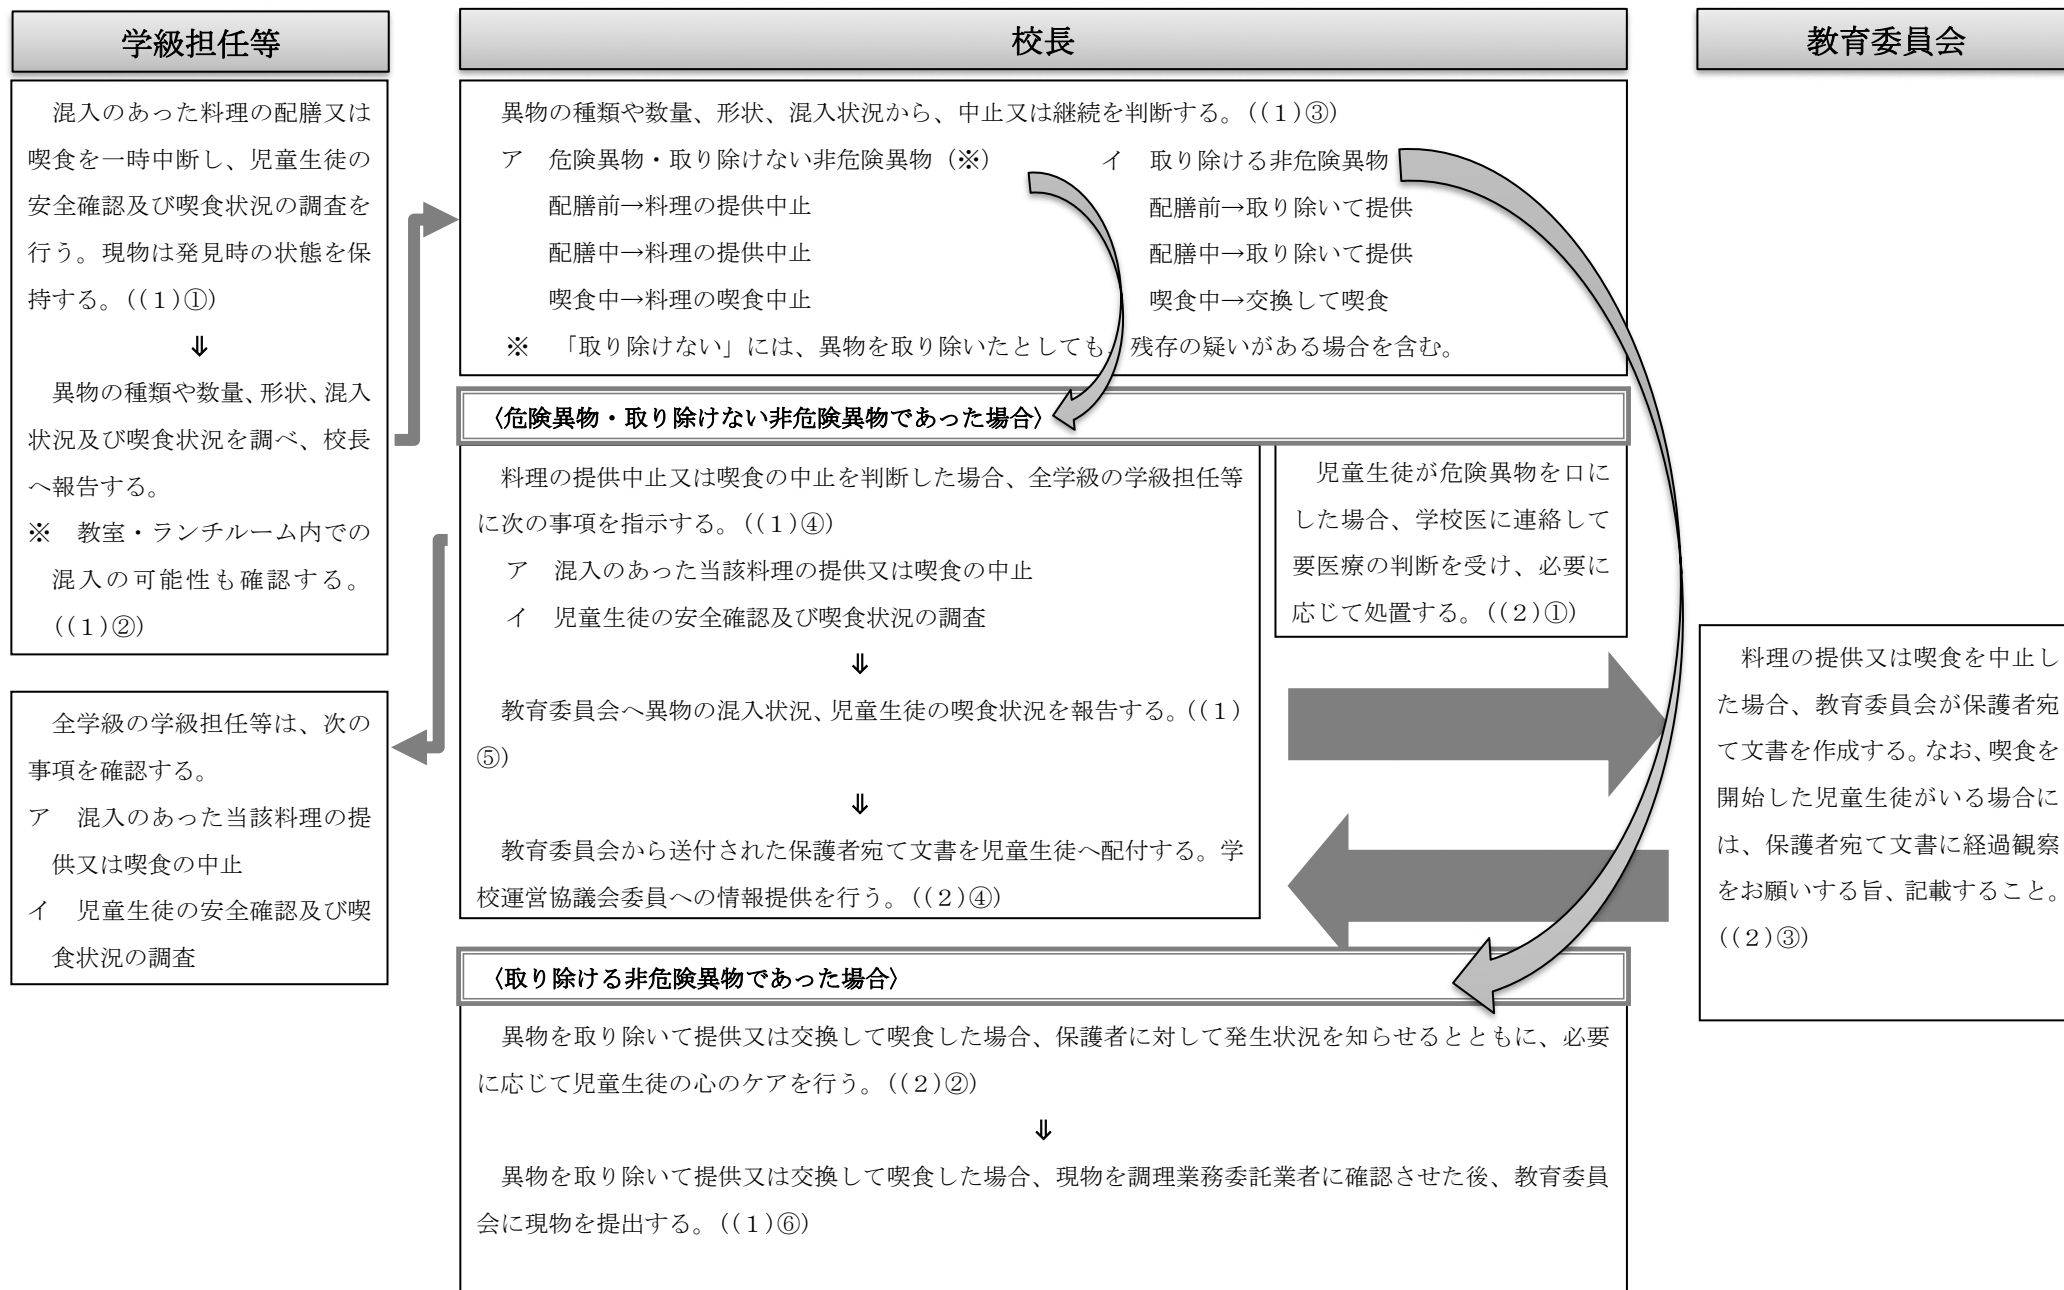 学級担任等
混入のあった料理の配膳又は
喫食を一時中断し、児童生徒の
安全確認及び喫食状況の調査を
行う。現物は発見時の状態を保
持する。((1)①)
⇓
異物の種類や数量、形状、混入
状況及び喫食状況を調べ、校長
へ報告する。
※　教室・ランチルーム内での
混入の可能性も確認する。
((1)②)
全学級の学級担任等は、次の
事項を確認する。
ア　混入のあった当該料理の提
供又は喫食の中止
イ　児童生徒の安全確認及び喫
食状況の調査
校長
異物の種類や数量、形状、混入状況から、中止又は継続を判断する。((1)③)
ア　危険異物・取り除けない非危険異物（※）
配膳前→料理の提供中止
配膳中→料理の提供中止
喫食中→料理の喫食中止
イ　取り除ける非危険異物
配膳前→取り除いて提供
配膳中→取り除いて提供
喫食中→交換して喫食
※　「取り除けない」には、異物を取り除いたとしても、残存の疑いがある場合を含む。
〈危険異物・取り除けない非危険異物であった場合〉
料理の提供中止又は喫食の中止を判断した場合、全学級の学級担任等
に次の事項を指示する。((1)④)
ア　混入のあった当該料理の提供又は喫食の中止
イ　児童生徒の安全確認及び喫食状況の調査
⇓
教育委員会へ異物の混入状況、児童生徒の喫食状況を報告する。((1)
⑤)
⇓
教育委員会から送付された保護者宛て文書を児童生徒へ配付する。学
校運営協議会委員への情報提供を行う。((2)④)
児童生徒が危険異物を口に
した場合、学校医に連絡して
要医療の判断を受け、必要に
応じて処置する。((2)①)
〈取り除ける非危険異物であった場合〉
異物を取り除いて提供又は交換して喫食した場合、保護者に対して発生状況を知らせるとともに、必要
に応じて児童生徒の心のケアを行う。((2)②)
⇓
異物を取り除いて提供又は交換して喫食した場合、現物を調理業務委託業者に確認させた後、教育委員
会に現物を提出する。((1)⑥)
教育委員会
料理の提供又は喫食を中止し
た場合、教育委員会が保護者宛
て文書を作成する。なお、喫食を
開始した児童生徒がいる場合に
は、保護者宛て文書に経過観察
をお願いする旨、記載すること。
((2)③)